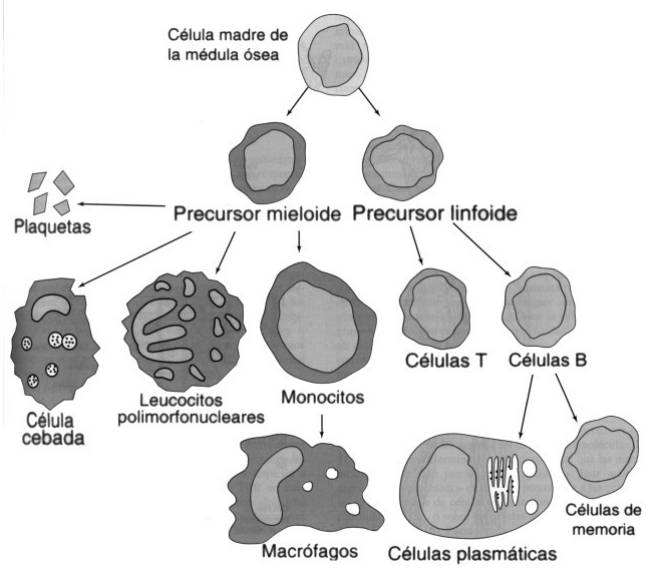 Célula madre de
la médula ósea
Precursor mieloide
Precursor linfoide
Plaquetas
Célula
cebada
Leucocitos
polimorfonucleares
Monocitos
Células T
Células B
Macrófagos
Células plasmáticas
Células de
memoria